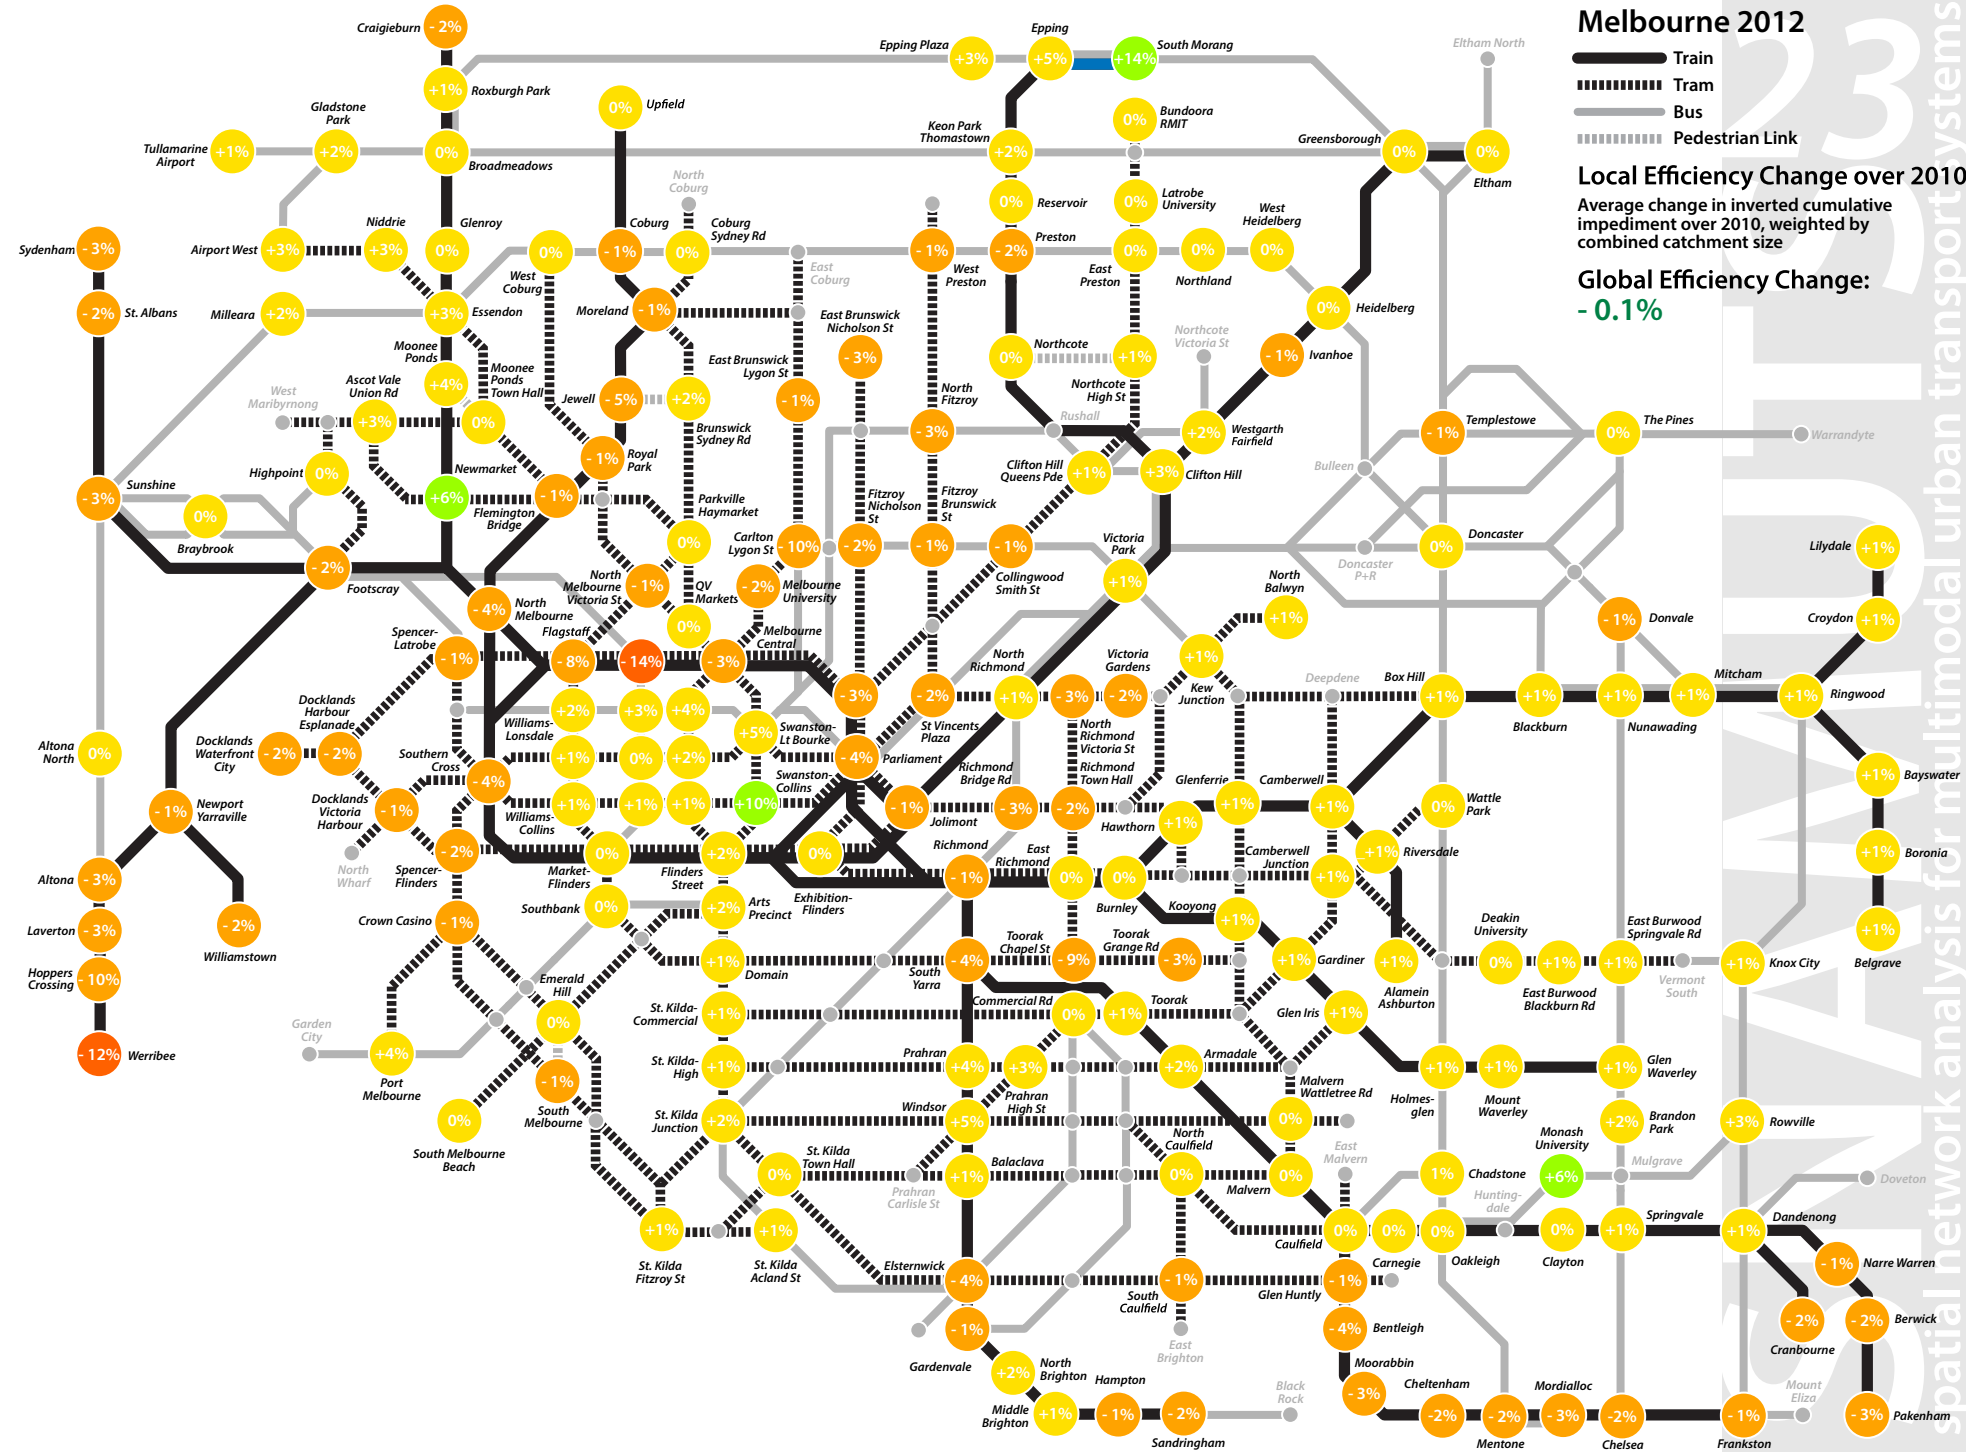 Melbourne 2012
Train
Tram
Bus
Pedestrian Link
Local Efficiency Change over 2010
Average change in inverted cumulative
impediment over 2010, weighted by
combined catchment size
Global Efficiency Change:
- 0.1%
23
spatial network analysis for multimodal urban transport systems
Craigieburn
- 2%
Roxburgh Park
+1%
Epping Plaza
+3%
Epping
+5%
South Morang
+14%
Eltham North
Gladstone
Park
+2%
Upfield
0%
Tullamarine
Airport
+1%
Broadmeadows
0%
Keon Park
Thomastown
+2%
Bundoora
RMIT
0%
Greensborough
0%
Eltham
0%
North
Coburg
Reservoir
0%
Latrobe
University
0%
West
Heidelberg
0%
Sydenham
- 3%
Airport West
+3%
Niddrie
+3%
Glenroy
0%
West
Coburg
0%
Coburg
- 1%
Coburg
Sydney Rd
0%
East
Coburg
West
Preston
- 1%
Preston
- 2%
East
Preston
0%
Northland
0%
St. Albans
- 2%
Milleara
+2%
Essendon
+3%
Moreland
- 1%
East Brunswick
Nicholson St
- 3%
Heidelberg
0%
Northcote
Victoria St
Ivanhoe
- 1%
Northcote
0%
Northcote
High St
+1%
Moonee
Ponds
+4%
Moonee
Ponds
Town Hall
0%
Ascot Vale
Union Rd
+3%
West
Maribyrnong
Jewell
- 5%
Brunswick
Sydney Rd
+2%
East Brunswick
Lygon St
- 1%
North
Fitzroy
- 3%
Rushall
Westgarth
Fairfield
+2%
Templestowe
- 1%
The Pines
0%
Warrandyte
Bulleen
Highpoint
0%
Royal
Park
- 1%
Clifton Hill
Queens Pde
+1%
Clifton Hill
+3%
Sunshine
- 3%
Braybrook
0%
Newmarket
+6%
Flemington
Bridge
- 1%
Parkville
Haymarket
0%
Carlton
Lygon St
- 10%
Fitzroy
Nicholson
St
- 2%
Fitzroy
Brunswick
St
- 1%
Collingwood
Smith St
- 1%
Victoria
Park
+1%
Doncaster
P+R
Doncaster
0%
Lilydale
+1%
Footscray
- 2%
North
Melbourne
- 4%
North
Melbourne
Victoria St
- 1%
QV
Markets
0%
Melbourne
University
- 2%
North
Balwyn
+1%
Donvale
- 1%
Croydon
+1%
Spencer-
Latrobe
- 1%
Flagstaff
- 8%
- 14%
Melbourne
Central
- 3%
- 3%
St Vincents
Plaza
- 2%
North
Richmond
+1%
Victoria
Gardens
- 3%
- 2%
North
Richmond
Victoria St
Kew
Junction
+1%
Deepdene
Box Hill
+1%
Blackburn
+1%
Nunawading
+1%
Mitcham
+1%
Ringwood
+1%
Williams-
Lonsdale
+2%
+3%
+4%
Swanston-
Lt Bourke
+5%
Docklands
Harbour
Esplanade
- 2%
Docklands
Waterfront
City
- 2%
Altona
North
0%
Southern
Cross
- 4%
+1%
0%
+2%
Parliament
- 4%
Swanston-
Collins
+10%
Williams-
Collins
+1%
+1%
+1%
Newport
Yarraville
- 1%
Docklands
Victoria
Harbour
- 1%
North
Wharf
Jolimont
- 1%
Richmond
Bridge Rd
- 3%
Richmond
Town Hall
- 2%
Hawthorn
+1%
Glenferrie
+1%
Camberwell
+1%
Wattle
Park
0%
Bayswater
+1%
Riversdale
+1%
Boronia
+1%
Spencer-
Flinders
- 2%
Market-
Flinders
0%
Flinders
Street
+2%
Exhibition-
Flinders
0%
Richmond
- 1%
East
Richmond
0%
Burnley
0%
Camberwell
Junction
+1%
Altona
- 3%
Laverton
- 3%
Williamstown
- 2%
Crown Casino
- 1%
Southbank
0%
Arts
Precinct
+2%
Kooyong
+1%
Deakin
University
0%
East Burwood
Springvale Rd
+1%
Belgrave
+1%
Hoppers
Crossing
- 10%
Domain
+1%
South
Yarra
- 4%
Toorak
Chapel St
- 9%
Toorak
Grange Rd
- 3%
Gardiner
+1%
Alamein
Ashburton
+1%
East Burwood
Blackburn Rd
+1%
Vermont
South
Knox City
+1%
Emerald
Hill
0%
St. Kilda-
Commercial
+1%
Commercial Rd
0%
Toorak
+1%
Glen Iris
+1%
Werribee
- 12%
Garden
City
Port
Melbourne
+4%
South
Melbourne
- 1%
St. Kilda-
High
+1%
Prahran
+4%
Prahran
High St
+3%
Armadale
+2%
Malvern
Wattletree Rd
0%
Holmes-
glen
+1%
Mount
Waverley
+1%
Glen
Waverley
+1%
South Melbourne
Beach
0%
St. Kilda
Junction
+2%
Windsor
+5%
Brandon
Park
+2%
Rowville
+3%
St. Kilda
Town Hall
0%
Prahran
Carlisle St
Balaclava
+1%
North
Caulfield
0%
Malvern
0%
East
Malvern
Chadstone
1%
Monash
University
+6%
Mulgrave
Hunting-
dale
Doveton
St. Kilda
Fitzroy St
+1%
St. Kilda
Acland St
+1%
Caulfield
0%
Carnegie
0%
Oakleigh
0%
Clayton
0%
Springvale
+1%
Dandenong
+1%
Narre Warren
- 1%
Elsternwick
- 4%
South
Caulfield
- 1%
Glen Huntly
- 1%
East
Brighton
Gardenvale
- 1%
Bentleigh
- 4%
Cranbourne
- 2%
Berwick
- 2%
North
Brighton
+2%
Middle
Brighton
+1%
Hampton
- 1%
Sandringham
- 2%
Black
Rock
Moorabbin
- 3%
Cheltenham
-2%
Mentone
- 2%
Mordialloc
- 3%
Chelsea
-2%
Frankston
- 1%
Mount
Eliza
Pakenham
- 3%